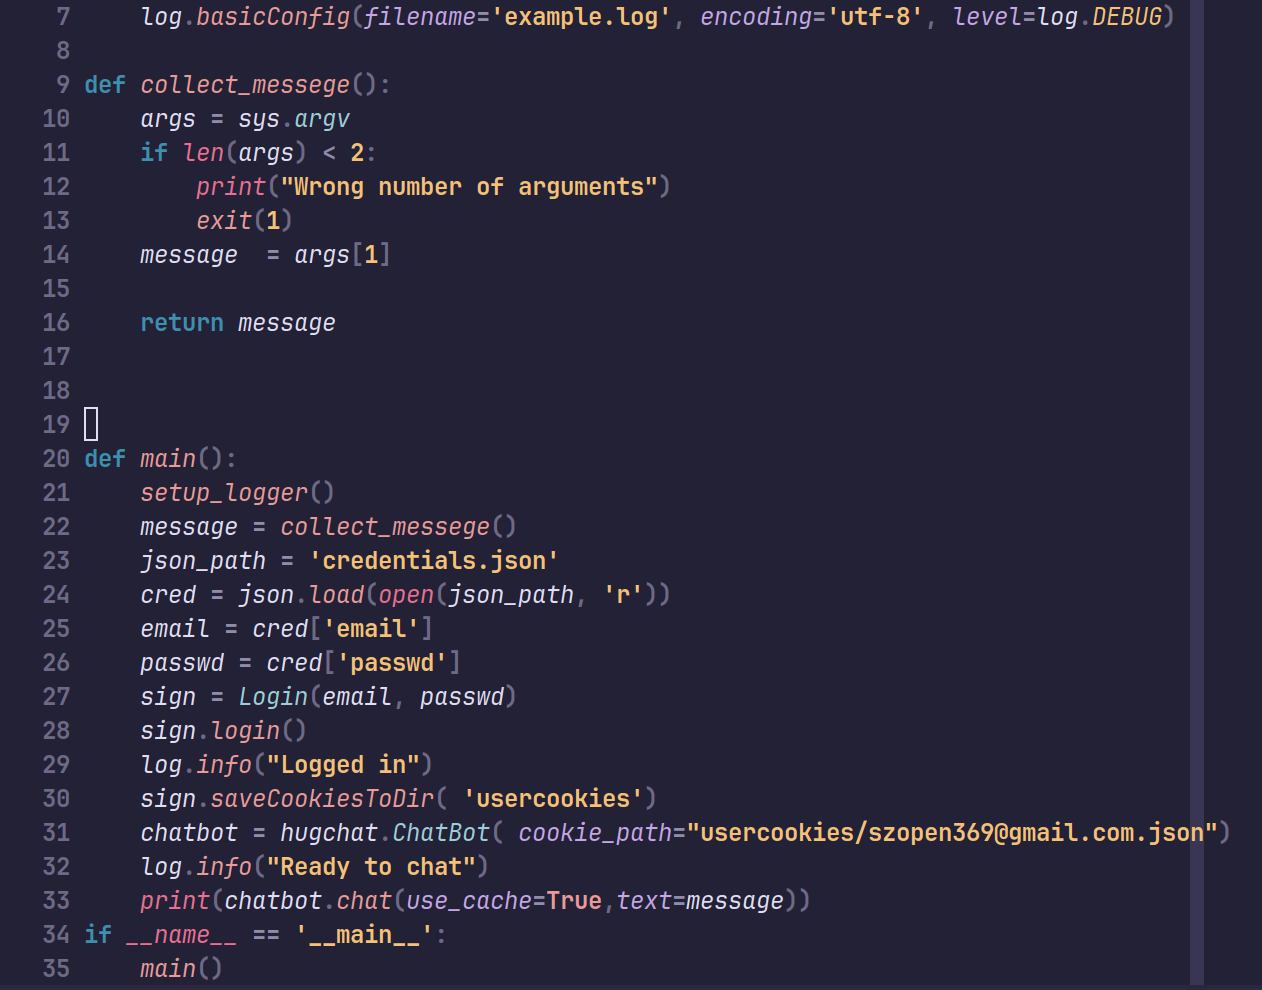 7     log.basicConfig(filename='example.log', encoding='utf-8', level=log.DEBUG)
8
9 def collect_messege():
10     args = sys.argv
11     if len(args) < 2:
12         print("Wrong number of arguments")
13         exit(1)
14     message  = args[1]
15
16     return message
17
18
19
20 def main():
21     setup_logger()
22     message = collect_messege()
23     json_path = 'credentials.json'
24     cred = json.load(open(json_path, 'r'))
25     email = cred['email']
26     passwd = cred['passwd']
27     sign = Login(email, passwd)
28     sign.login()
29     log.info("Logged in")
30     sign.saveCookiesToDir( 'usercookies')
31     chatbot = hugchat.ChatBot( cookie_path="usercookies/szopen369@gmail.com.json")
32     log.info("Ready to chat")
33     print(chatbot.chat(use_cache=True,text=message))
34 if __name__ == '__main__':
35     main()